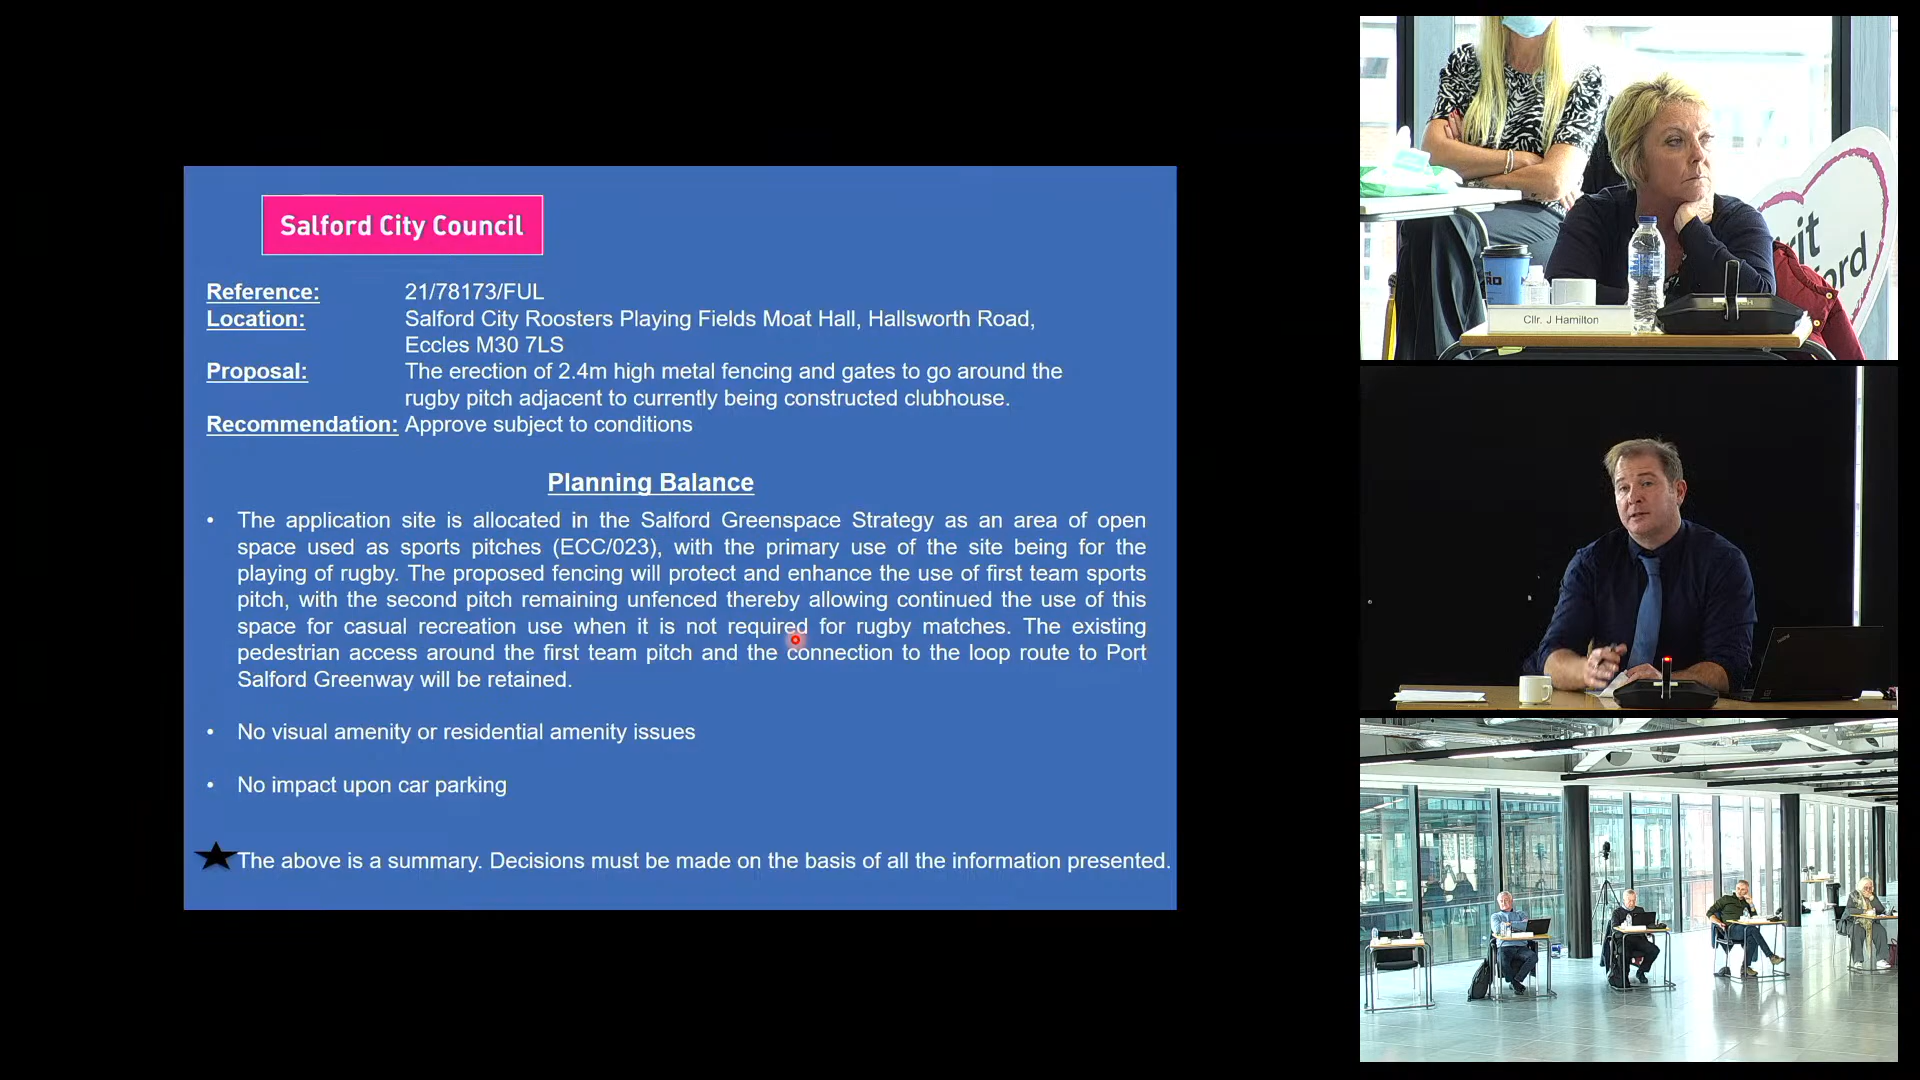 Salford City Council
Reference: 21/78173/FUL
Location: Salford City Roosters Playing Fields Moat Hall, Hallsworth Road,
Eccles M30 7LS
Proposal: The erection of 2.4m high metal fencing and gates to go around the
rugby pitch adjacent to currently being constructed clubhouse.
Recommendation: Approve subject to conditions
Planning Balance
• The application site is allocated in the Salford Greenspace Strategy as an area of open
space used as sports pitches (ECC/023), with the primary use of the site being for the
playing of rugby. The proposed fencing will protect and enhance the use of first team sports
pitch, with the second pitch remaining unfenced thereby allowing continued the use of this
space for casual recreation use when it is not required for rugby matches. The existing
pedestrian access around the first team pitch and the connection to the loop route to Port
Salford Greenway will be retained.
• No visual amenity or residential amenity issues
• No impact upon car parking
The above is a summary. Decisions must be made on the basis of all the information presented.
Cllr. J Hamilton